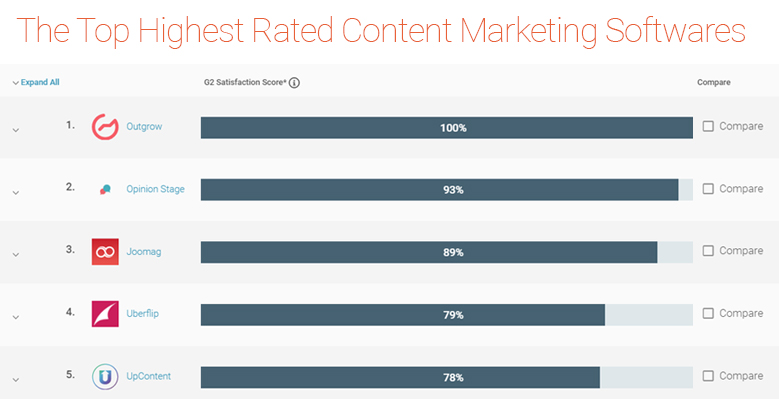 The Top Highest Rated Content Marketing Softwares
Expand All G2 Satisfaction Score* Compare
1. Outgrow 100% Compare
2. Opinion Stage 93% Compare
3. Joomag 89% Compare
4. Uberflip 79% Compare
5. UpContent 78% Compare